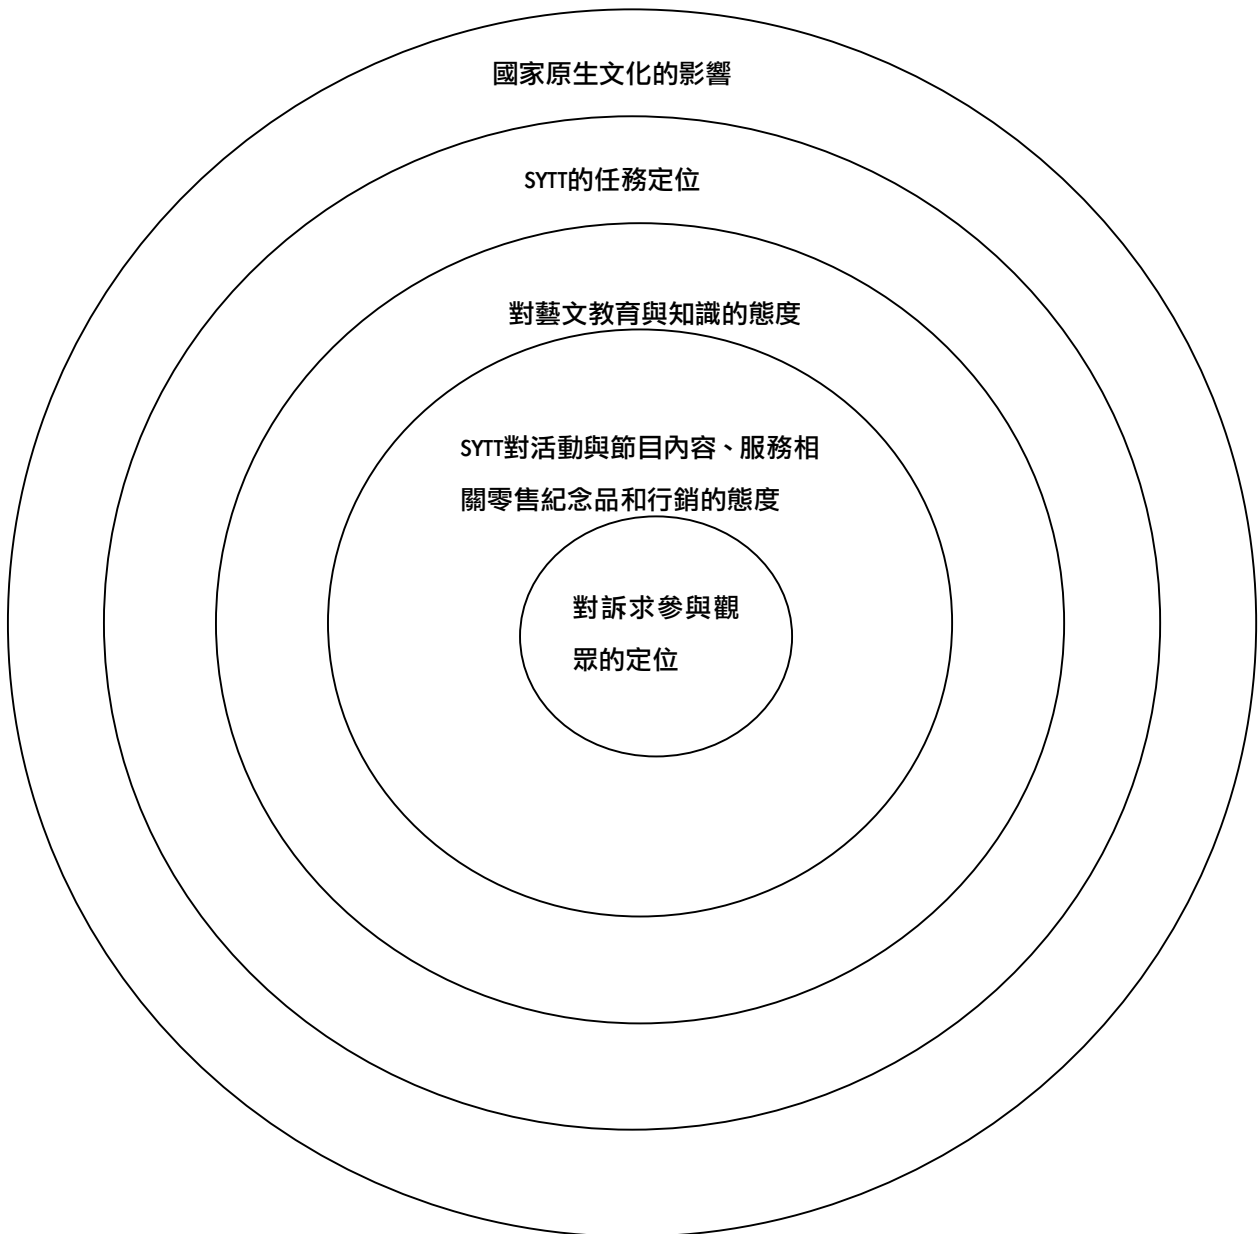 國家原生文化的影響
SYTT的任務定位
對藝文教育與知識的態度
SYTT對活動與節目內容、服務相
關零售紀念品和行銷的態度
對訴求參與觀
眾的定位